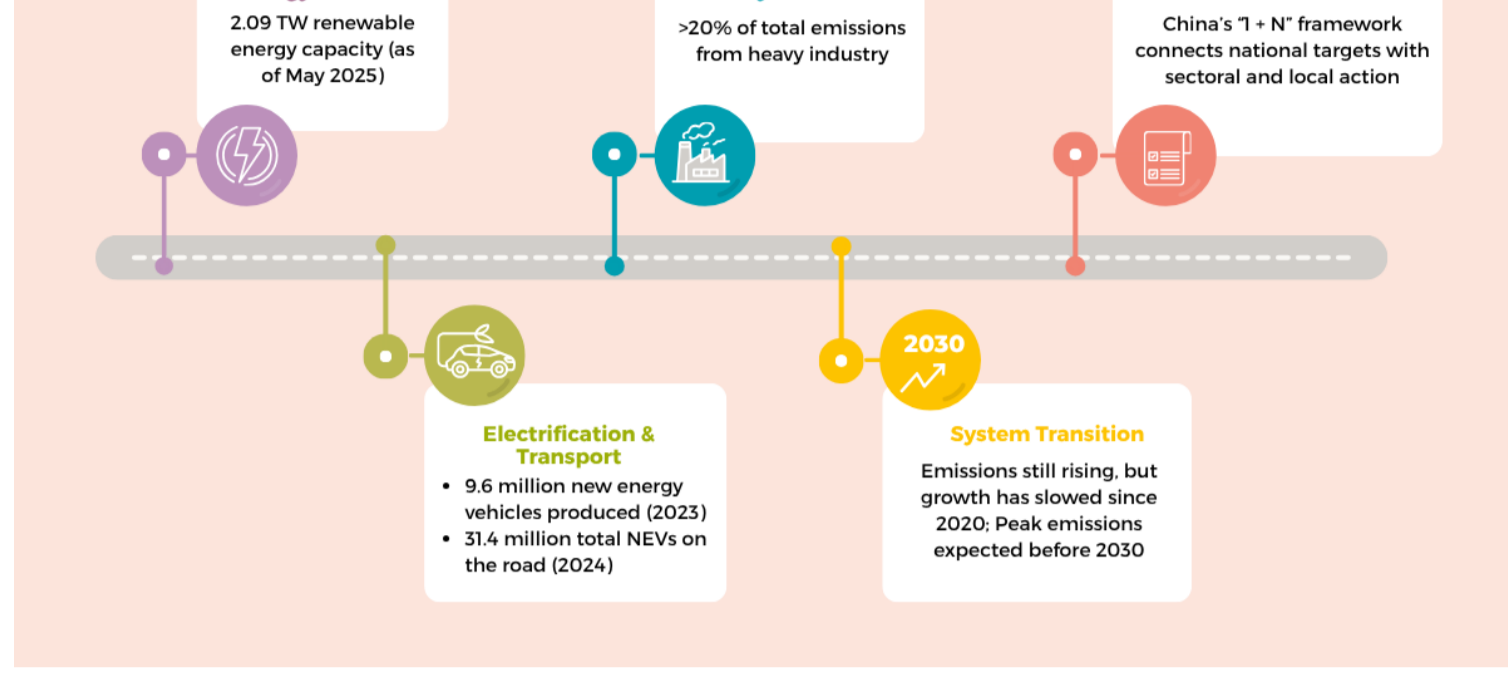 2.09 TW renewable
energy capacity (as
of May 2025)
>20% of total emissions
from heavy industry
China’s “1 + N” framework
connects national targets with
sectoral and local action
2030
Electrification &
Transport
• 9.6 million new energy
vehicles produced (2023)
• 31.4 million total NEVs on
the road (2024)
System Transition
Emissions still rising, but
growth has slowed since
2020; Peak emissions
expected before 2030